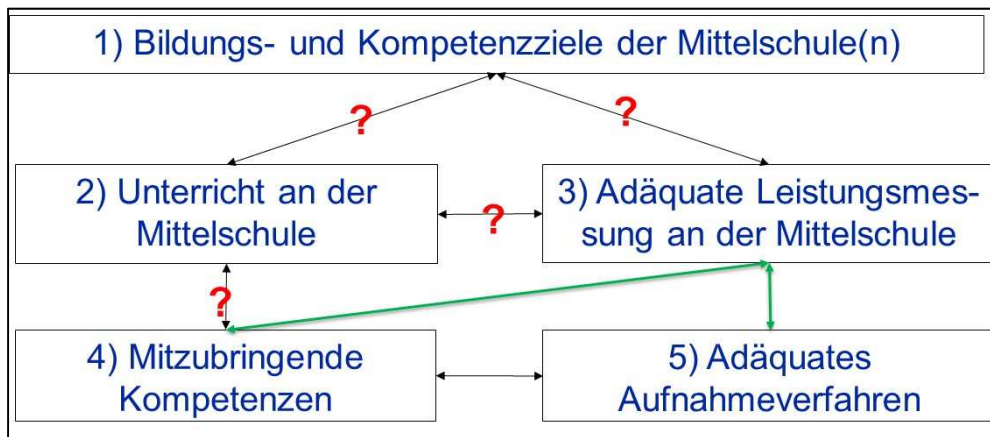 1) Bildungs- und Kompetenzziele der Mittelschule(n)
?
?
2) Unterricht an der
Mittelschule
?
3) Adäquate Leistungsmes-
sung an der Mittelschule
?
4) Mitzubringende
Kompetenzen
5) Adäquates
Aufnahmeverfahren